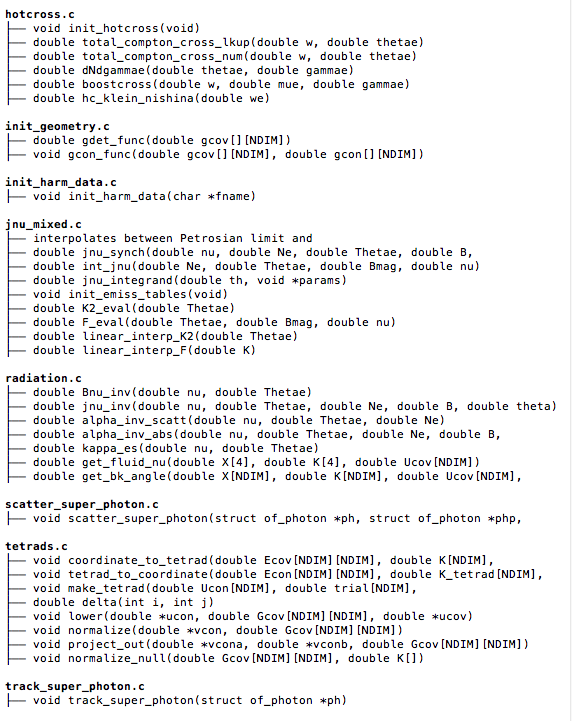 hotcross.c
├── void init_hotcross(void)
├── double total_compton_cross_lkup(double w, double thetae)
├── double total_compton_cross_num(double w, double thetae)
├── double dNdgammae(double thetae, double gammae)
├── double boostcross(double w, double mue, double gammae)
├── double hc_klein_nishina(double we)
init_geometry.c
├── double gdet_func(double gcov[][NDIM])
├── void gcon_func(double gcov[][NDIM], double gcon[][NDIM])
init_harm_data.c
├── void init_harm_data(char *fname)
jnu_mixed.c
├── interpolates between Petrosian limit and
├── double jnu_synch(double nu, double Ne, double Thetae, double B,
├── double int_jnu(double Ne, double Thetae, double Bmag, double nu)
├── double jnu_integrand(double th, void *params)
├── void init_emiss_tables(void)
├── double K2_eval(double Thetae)
├── double F_eval(double Thetae, double Bmag, double nu)
├── double linear_interp_K2(double Thetae)
├── double linear_interp_F(double K)
radiation.c
├── double Bnu_inv(double nu, double Thetae)
├── double jnu_inv(double nu, double Thetae, double Ne, double B, double theta)
├── double alpha_inv_scatt(double nu, double Thetae, double Ne)
├── double alpha_inv_abs(double nu, double Thetae, double Ne, double B,
├── double kappa_es(double nu, double Thetae)
├── double get_fluid_nu(double X[4], double K[4], double Ucov[NDIM])
├── double get_bk_angle(double X[NDIM], double K[NDIM], double Ucov[NDIM],
scatter_super_photon.c
├── void scatter_super_photon(struct of_photon *ph, struct of_photon *php,
tetrads.c
├── void coordinate_to_tetrad(double Ecov[NDIM][NDIM], double K[NDIM],
├── void tetrad_to_coordinate(double Econ[NDIM][NDIM], double K_tetrad[NDIM],
├── void make_tetrad(double Ucon[NDIM], double trial[NDIM],
├── double delta(int i, int j)
├── void lower(double *ucon, double Gcov[NDIM][NDIM], double *ucov)
├── void normalize(double *vcon, double Gcov[NDIM][NDIM])
├── void project_out(double *vcona, double *vconb, double Gcov[NDIM][NDIM])
├── void normalize_null(double Gcov[NDIM][NDIM], double K[])
track_super_photon.c
├── void track_super_photon(struct of_photon *ph)